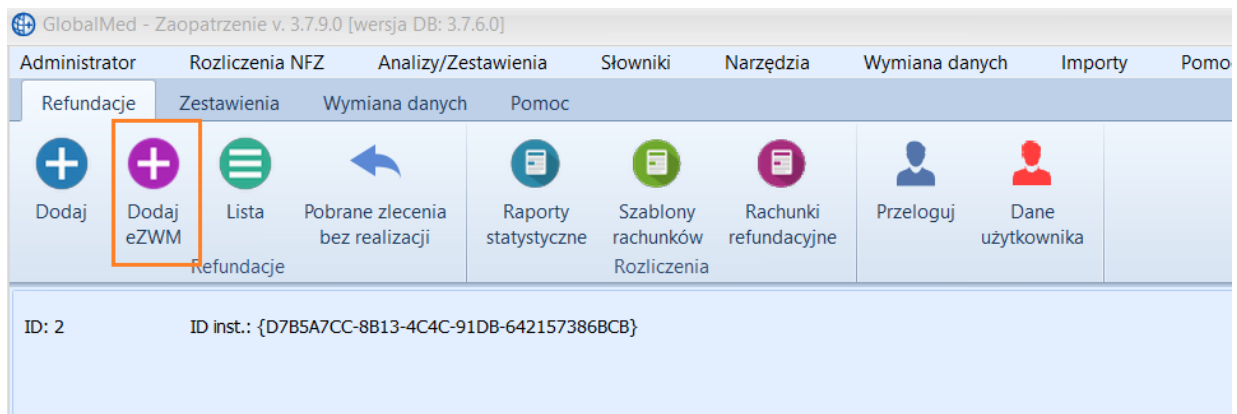 GlobalMed - Zaopatrzenie v. 3.7.9.0 [wersja DB: 3.7.6.0]
Administrator Rozliczenia NFZ Analizy/Zestawienia Słowniki Narzędzia Wymiana danych Importy Pomo
Refundacje Zestawienia Wymiana danych Pomoc
Dodaj Dodaj Lista Pobrane zlecenia Raporty Szablony Rachunki Przeloguj Dane
eZWM bez realizacji statystyczne rachunków refundacyjne użytkownika
Refundacje Rozliczenia
ID: 2 ID inst.: {D7B5A7CC-8B13-4C4C-91DB-642157386BCB}